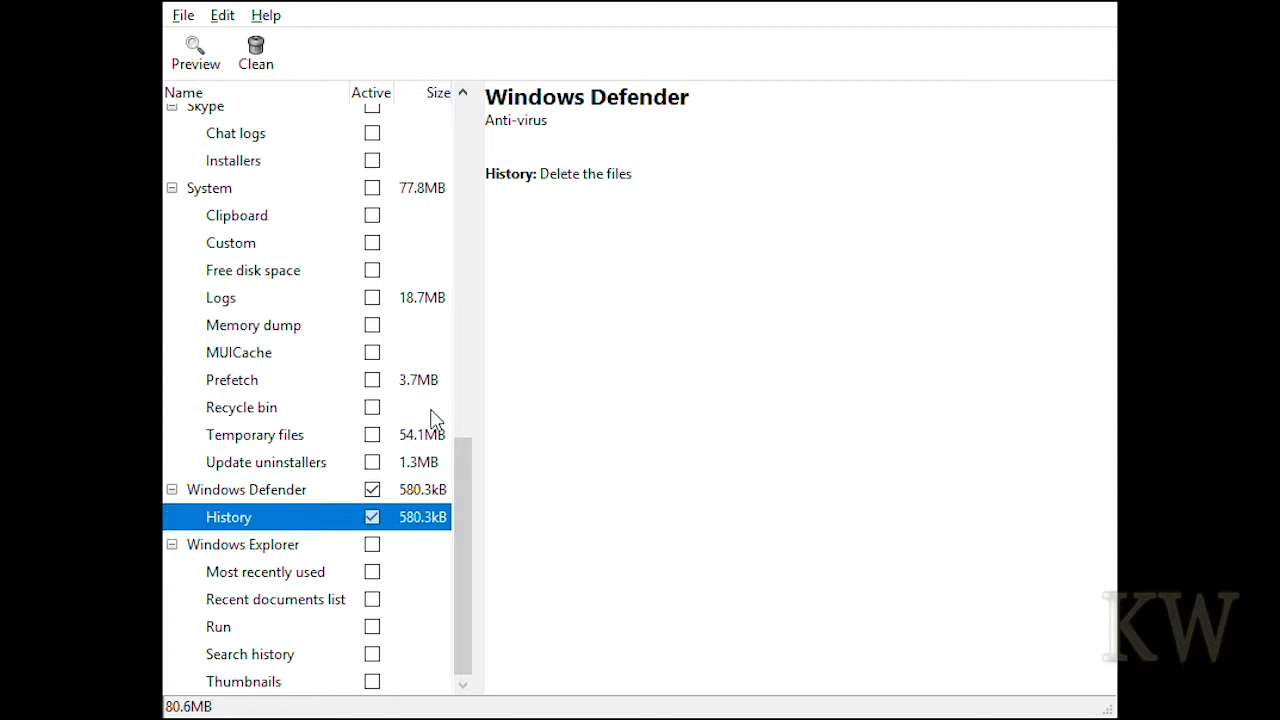 File Edit Help
Preview Clean
Name Active Size
Skype
Chat logs
Installers
System 77.8MB
Clipboard
Custom
Free disk space
Logs 18.7MB
Memory dump
MUICache
Prefetch 3.7MB
Recycle bin
Temporary files 54.1MB
Update uninstallers 1.3MB
Windows Defender 580.3kB
History 580.3kB
Windows Explorer
Most recently used
Recent documents list
Run
Search history
Thumbnails
80.6MB
Windows Defender
Anti-virus
History: Delete the files
KW